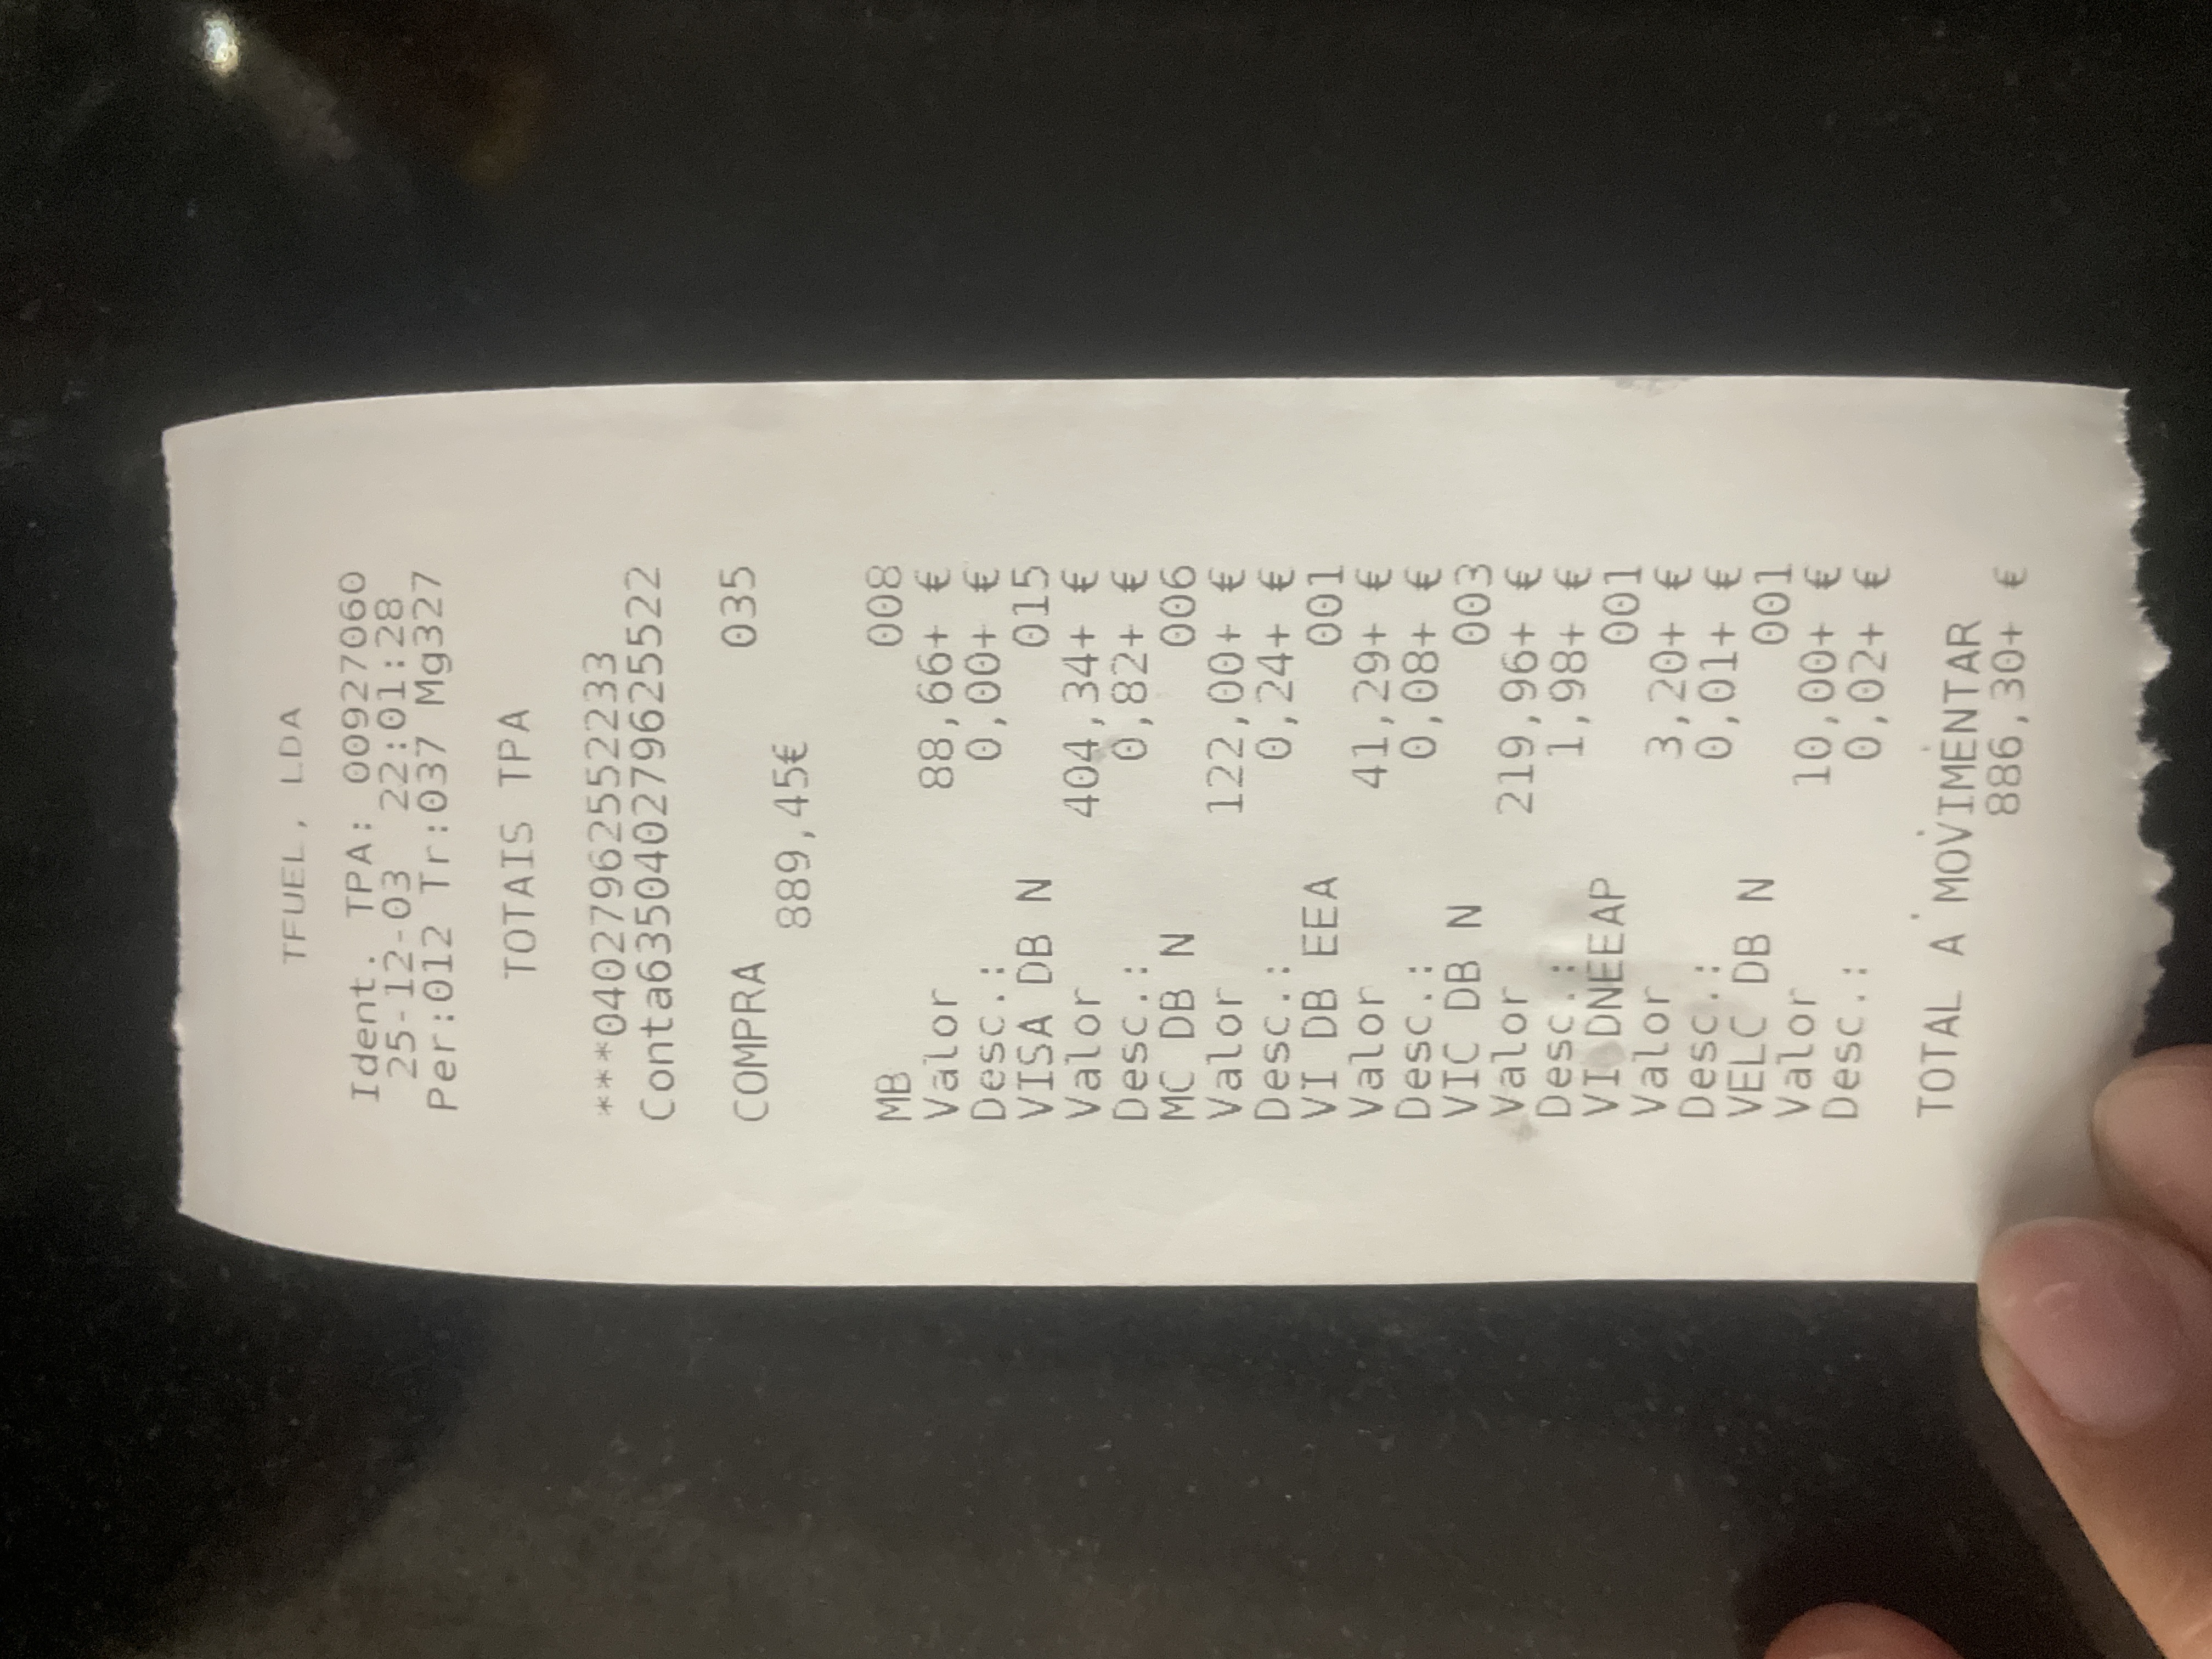 TFUEL, LDA
Ident. TPA: 00927060
25-12-03 22:01:28
Per:012 Tr:037 Mg327
TOTAIS TPA
***040279625552233
Conta6350402796255​22
COMPRA 035
889,45€
MB 008
Valor 88,66+ €
Desc.: 0,00+ €
VISA DB N 015
Valor 404,34+ €
Desc.: 0,82+ €
MC DB N 006
Valor 122,00+ €
Desc.: 0,24+ €
VI DB EEA 001
Valor 41,29+ €
Desc.: 0,08+ €
VIC DB N 003
Valor 219,96+ €
Desc.: 1,98+ €
VI DNEEAP 001
Valor 3,20+ €
Desc.: 0,01+ €
VELC DB N 001
Valor 10,00+ €
Desc.: 0,02+ €
TOTAL A MOVIMENTAR
886,30+ €